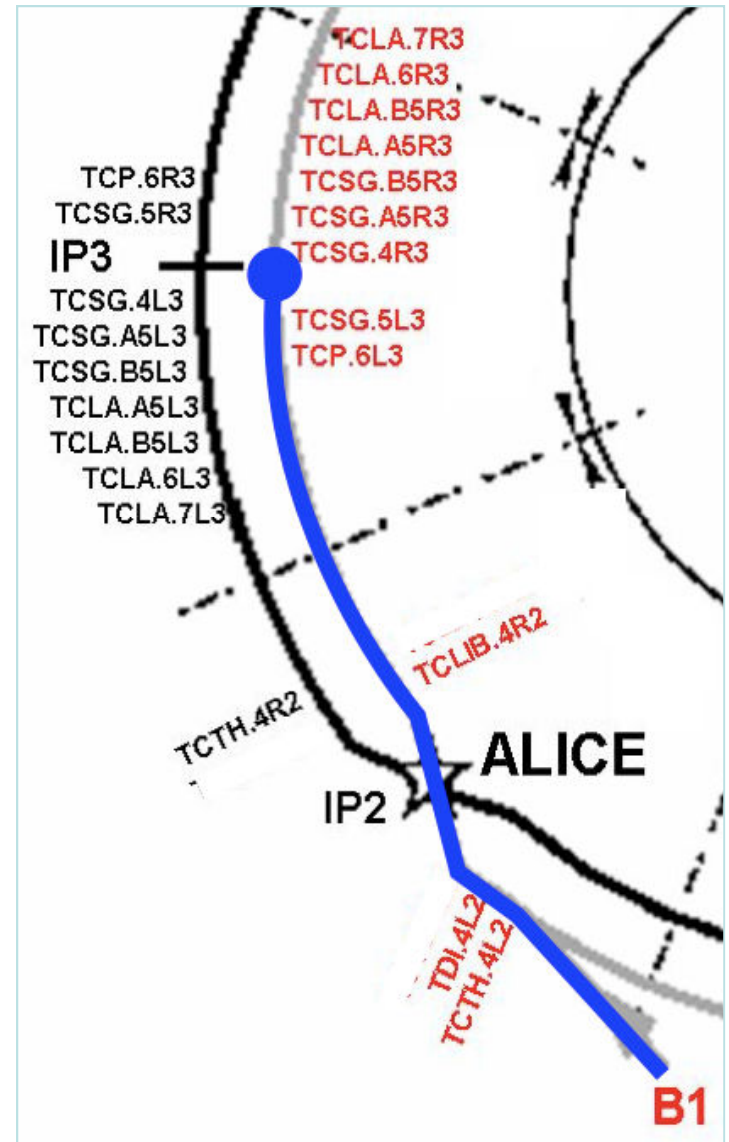 TCLA.7R3
TCLA.6R3
TCLA.B5R3
TCLA.A5R3
TCSG.B5R3
TCSG.A5R3
TCSG.4R3
TCP.6R3
TCSG.5R3
IP3
TCSG.4L3
TCSG.A5L3
TCSG.B5L3
TCLA.A5L3
TCLA.B5L3
TCLA.6L3
TCLA.7L3
TCSG.5L3
TCP.6L3
TCLIB.4R2
TCTH.4R2
ALICE
IP2
TDI.4L2
TCTH.4L2
B1